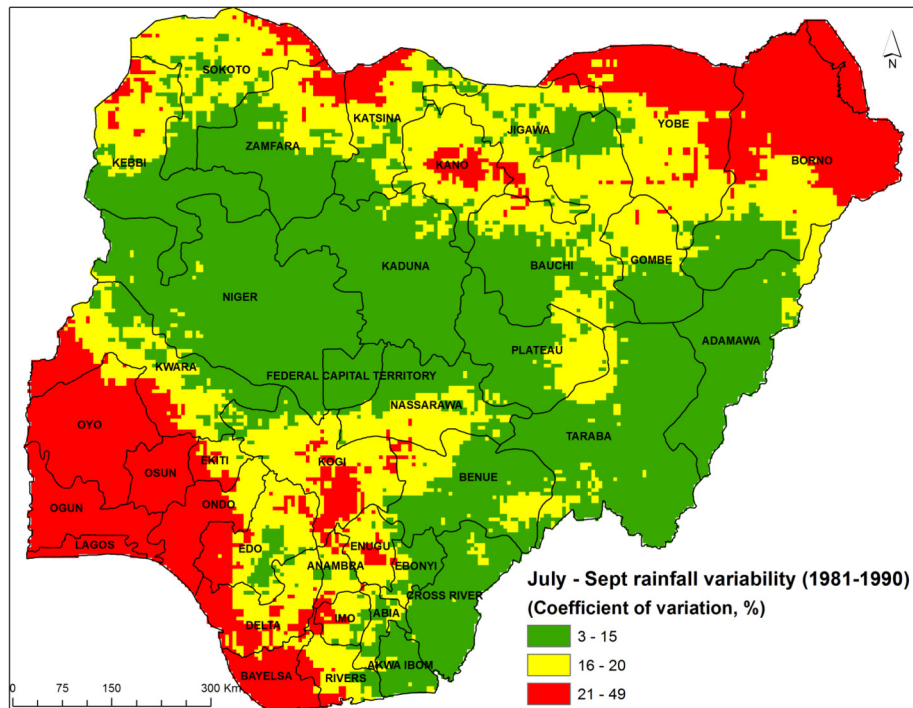 N
SOKOTO
KATSINA
JIGAWA
YOBE
ZAMFARA
KEBBI
KANO
BORNO
KADUNA
BAUCHI
GOMBE
NIGER
ADAMAWA
PLATEAU
KWARA
FEDERAL CAPITAL TERRITORY
NASSARAWA
OYO
TARABA
EKITI
KOGI
OSUN
BENUE
OGUN
ONDO
LAGOS
EDO
ENUGU
ANAMBRA
EBONYI
CROSS RIVER
DELTA
IMO
ABIA
BAYELSA
RIVERS
AKWA IBOM
July - Sept rainfall variability (1981-1990)
(Coefficient of variation, %)
3 - 15
16 - 20
21 - 49
0 75 150 300 Km